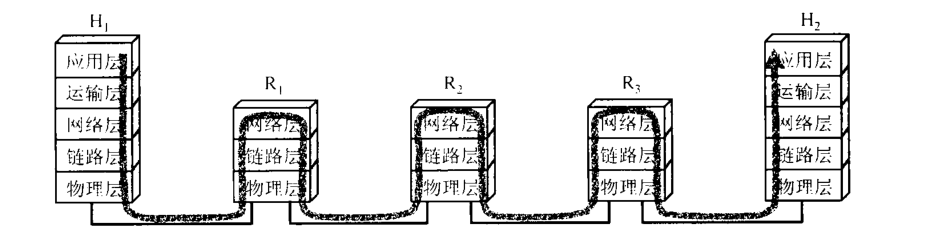 H1
H2
R1
R2
R3
应用层
运输层
网络层
链路层
物理层
网络层
链路层
物理层
网络层
链路层
物理层
网络层
链路层
物理层
应用层
运输层
网络层
链路层
物理层